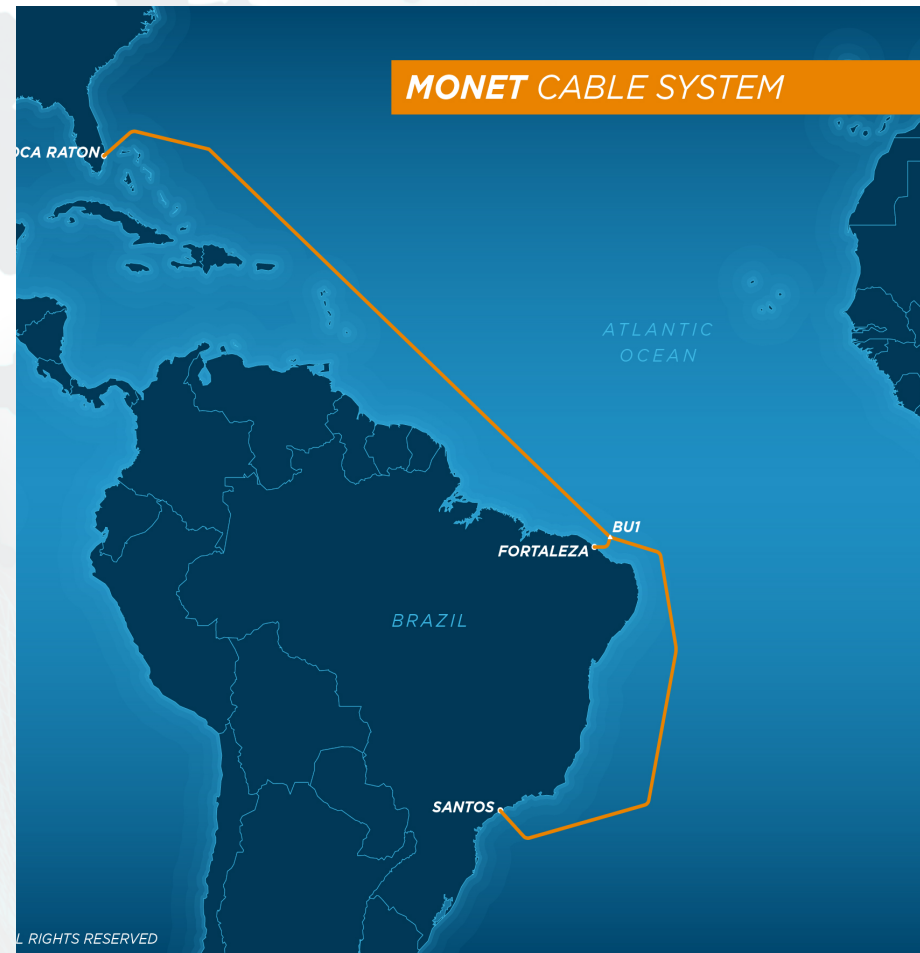 MONET CABLE SYSTEM
OCA RATON
ATLANTIC
OCEAN
BU1
FORTALEZA
BRAZIL
SANTOS
L RIGHTS RESERVED